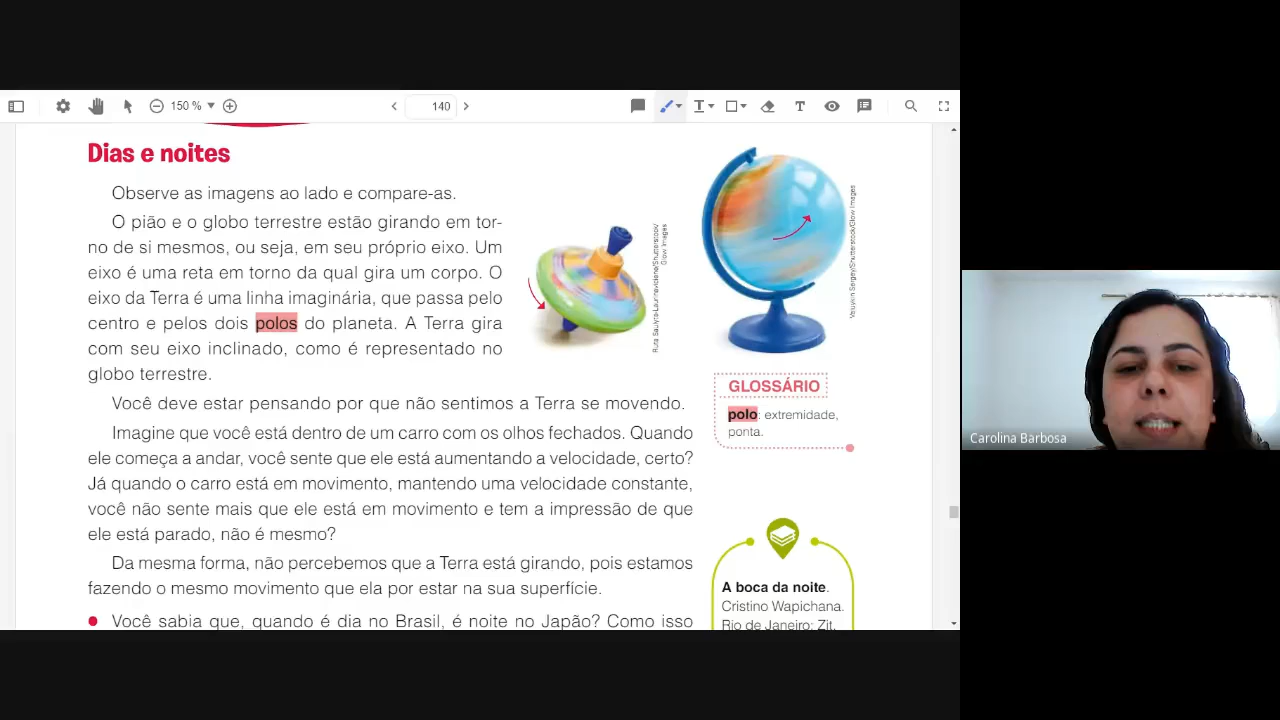 150 %
140
Dias e noites
Observe as imagens ao lado e compare-as.
O pião e o globo terrestre estão girando em tor-
no de si mesmos, ou seja, em seu próprio eixo. Um
eixo é uma reta em torno da qual gira um corpo. O
eixo da Terra é uma linha imaginária, que passa pelo
centro e pelos dois polos do planeta. A Terra gira
com seu eixo inclinado, como é representado no
globo terrestre.
Você deve estar pensando por que não sentimos a Terra se movendo.
Imagine que você está dentro de um carro com os olhos fechados. Quando
ele começa a andar, você sente que ele está aumentando a velocidade, certo?
Já quando o carro está em movimento, mantendo uma velocidade constante,
você não sente mais que ele está em movimento e tem a impressão de que
ele está parado, não é mesmo?
Da mesma forma, não percebemos que a Terra está girando, pois estamos
fazendo o mesmo movimento que ela por estar na sua superfície.
Você sabia que, quando é dia no Brasil, é noite no Japão? Como isso
Glow Images
Valuykin Sergey/Shutterstock/Glow Images
GLOSSÁRIO
polo: extremidade,
ponta.
A boca da noite.
Cristino Wapichana.
Rio de Janeiro: Zit,
Carolina Barbosa